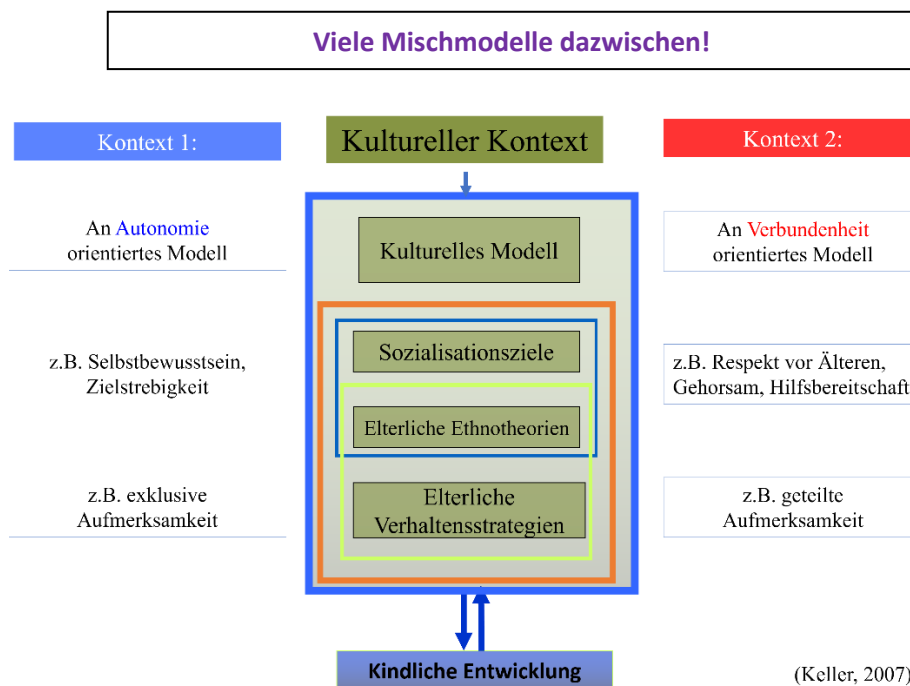 Viele Mischmodelle dazwischen!
Kontext 1:
Kultureller Kontext
Kontext 2:
An Autonomie
orientiertes Modell
Kulturelles Modell
An Verbundenheit
orientiertes Modell
z.B. Selbstbewusstsein,
Zielstrebigkeit
Sozialisationsziele
Elterliche Ethnotheorien
z.B. Respekt vor Älteren,
Gehorsam, Hilfsbereitschaft
z.B. exklusive
Aufmerksamkeit
Elterliche
Verhaltensstrategien
z.B. geteilte
Aufmerksamkeit
Kindliche Entwicklung
(Keller, 2007)